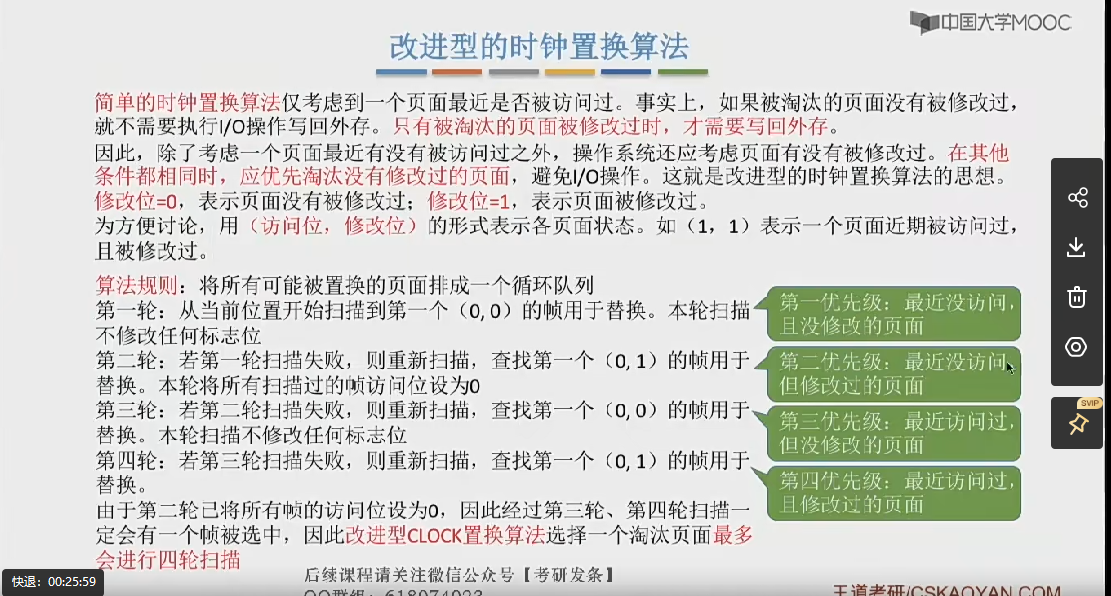 中国大学MOOC
改进型的时钟置换算法
简单的时钟置换算法仅考虑到一个页面最近是否被访问过。事实上，如果被淘汰的页面没有被修改过，
就不需要执行I/O操作写回外存。只有被淘汰的页面被修改过时，才需要写回外存。
因此，除了考虑一个页面最近有没有被访问过之外，操作系统还应考虑页面有没有被修改过。在其他
条件都相同时，应优先淘汰没有修改过的页面，避免I/O操作。这就是改进型的时钟置换算法的思想。
修改位=0，表示页面没有被修改过；修改位=1，表示页面被修改过。
为方便讨论，用（访问位，修改位）的形式表示各页面状态。如（1，1）表示一个页面近期被访问过，
且被修改过。
算法规则：将所有可能被置换的页面排成一个循环队列
第一轮：从当前位置开始扫描到第一个（0, 0）的帧用于替换。本轮扫描
不修改任何标志位
第一优先级：最近没访问，
且没修改的页面
第二轮：若第一轮扫描失败，则重新扫描，查找第一个（0, 1）的帧用于
替换。本轮将所有扫描过的帧访问位设为0
第二优先级：最近没访问，
但修改过的页面
第三轮：若第二轮扫描失败，则重新扫描，查找第一个（0, 0）的帧用于
替换。本轮扫描不修改任何标志位
第三优先级：最近访问过，
但没修改的页面
第四轮：若第三轮扫描失败，则重新扫描，查找第一个（0, 1）的帧用于
替换。
第四优先级：最近访问过，
且修改过的页面
由于第二轮已将所有帧的访问位设为0，因此经过第三轮、第四轮扫描一
定会有一个帧被选中，因此改进型CLOCK置换算法选择一个淘汰页面最多
会进行四轮扫描
后续课程请关注微信公众号【考研发条】
王道考研/CSKAOYAN.COM
快退：00:25:59
SVIP